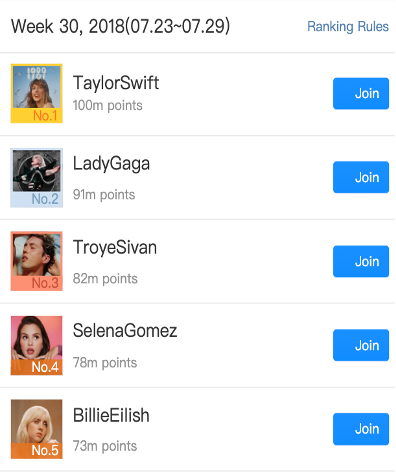 Week 30, 2018(07.23~07.29)
Ranking Rules
TaylorSwift
100m points
Join
No.1
LadyGaga
91m points
Join
No.2
TroyeSivan
82m points
Join
No.3
SelenaGomez
78m points
Join
No.4
BillieEilish
73m points
Join
No.5